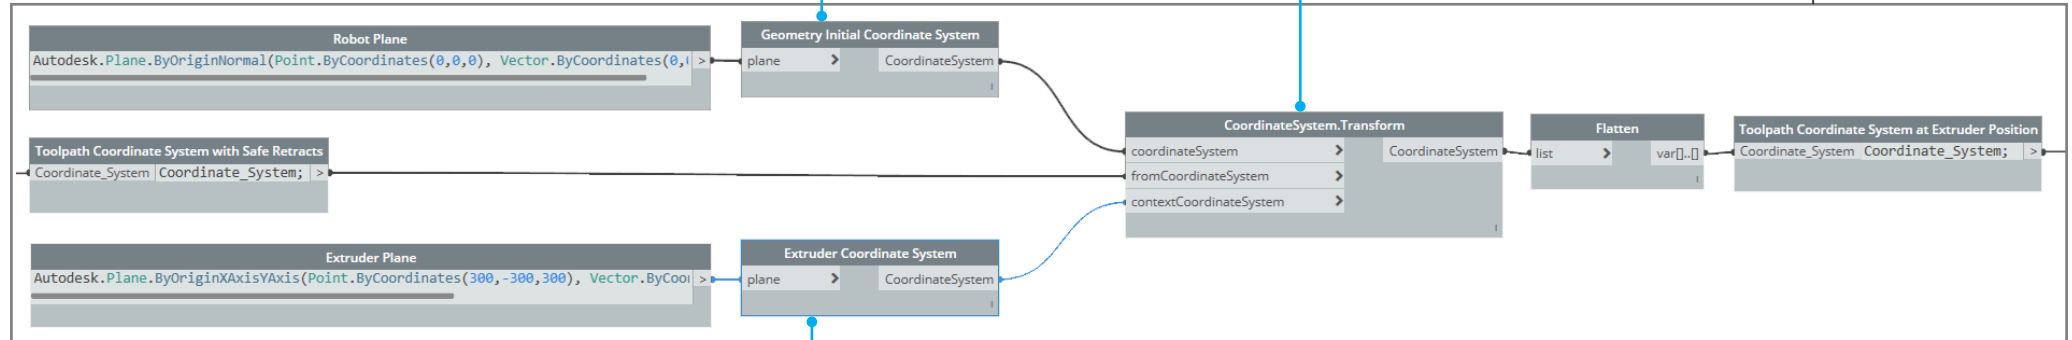 Robot Plane
Autodesk.Plane.ByOriginNormal(Point.ByCoordinates(0,0,0), Vector.ByCoordinates(0, >
Geometry Initial Coordinate System
plane > CoordinateSystem
Toolpath Coordinate System with Safe Retracts
Coordinate_System Coordinate_System; >
Extruder Plane
Autodesk.Plane.ByOriginXAxisYAxis(Point.ByCoordinates(300,-300,300), Vector.ByCoo >
Extruder Coordinate System
plane > CoordinateSystem
CoordinateSystem.Transform
coordinateSystem > CoordinateSystem
fromCoordinateSystem >
contextCoordinateSystem >
Flatten
list > var[]..[]
Toolpath Coordinate System at Extruder Position
Coordinate_System Coordinate_System; >